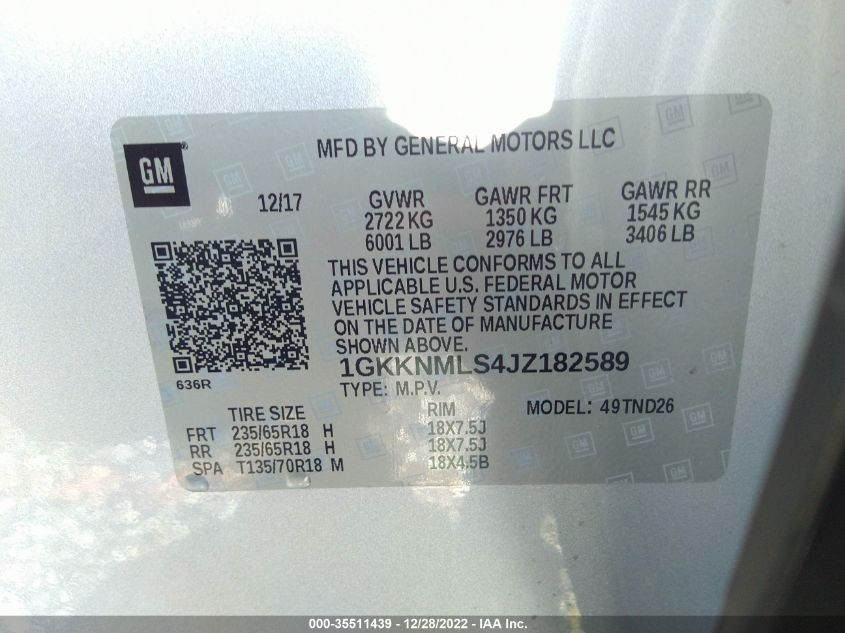 GM
MFD BY GENERAL MOTORS LLC
12/17 GVWR GAWR FRT GAWR RR
2722 KG 1350 KG 1545 KG
6001 LB 2976 LB 3406 LB
THIS VEHICLE CONFORMS TO ALL
APPLICABLE U.S. FEDERAL MOTOR
VEHICLE SAFETY STANDARDS IN EFFECT
ON THE DATE OF MANUFACTURE
SHOWN ABOVE.
636R 1GKKNMLS4JZ182589
TYPE: M.P.V.
TIRE SIZE RIM MODEL: 49TND26
FRT 235/65R18 H 18X7.5J
RR 235/65R18 H 18X7.5J
SPA T135/70R18 M 18X4.5B
000-35511439 - 12/28/2022 - IAA Inc.